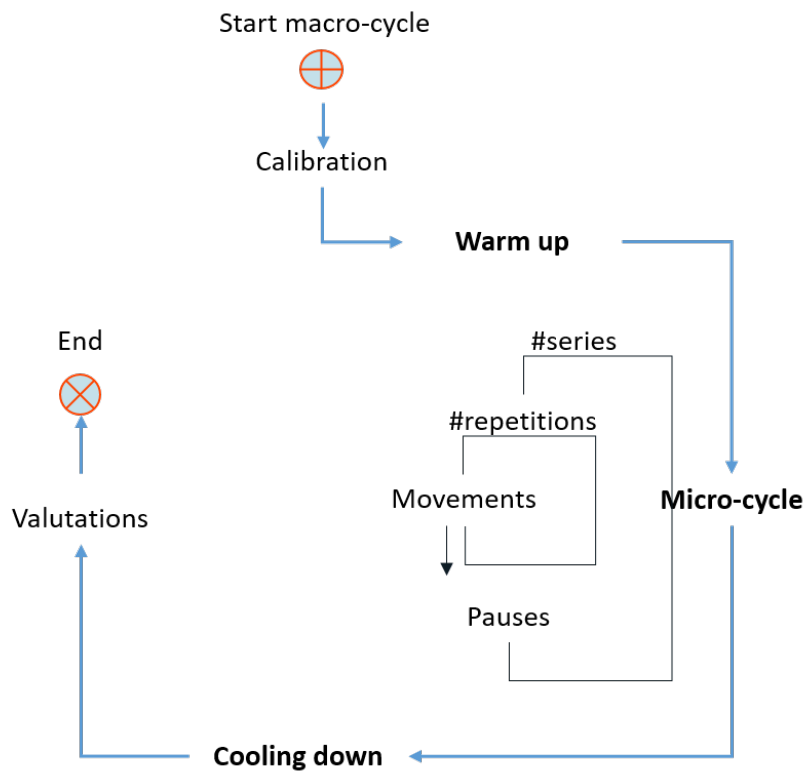 Start macro-cycle
Calibration
Warm up
End
#series
#repetitions
Movements
Micro-cycle
Valutations
Pauses
Cooling down